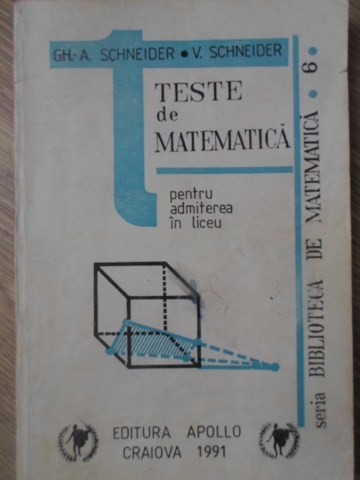 GH.-A. SCHNEIDER • V. SCHNEIDER
TESTE
de
MATEMATICĂ
pentru
admiterea
în liceu
seria BIBLIOTECA DE MATEMATICĂ • 6 •
EDITURA APOLLO
CRAIOVA 1991